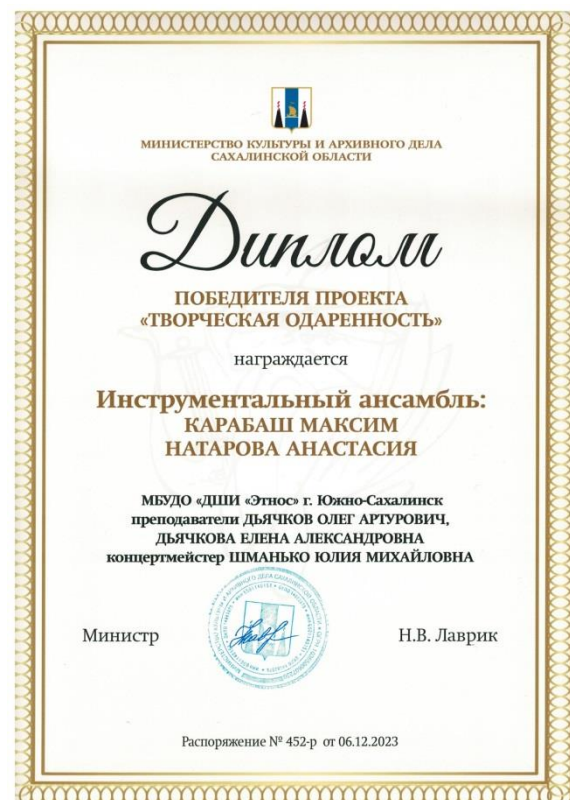 МИНИСТЕРСТВО КУЛЬТУРЫ И АРХИВНОГО ДЕЛА
САХАЛИНСКОЙ ОБЛАСТИ
Диплом
ПОБЕДИТЕЛЯ ПРОЕКТА
«ТВОРЧЕСКАЯ ОДАРЕННОСТЬ»
награждается
Инструментальный ансамбль:
КАРАБАШ МАКСИМ
НАТАРОВА АНАСТАСИЯ
МБУДО «ДШИ «Этнос» г. Южно-Сахалинск
преподаватели ДЬЯЧКОВ ОЛЕГ АРТУРОВИЧ,
ДЬЯЧКОВА ЕЛЕНА АЛЕКСАНДРОВНА
концертмейстер ШМАНЬКО ЮЛИЯ МИХАЙЛОВНА
Министр
Н.В. Лаврик
Распоряжение № 452-р от 06.12.2023